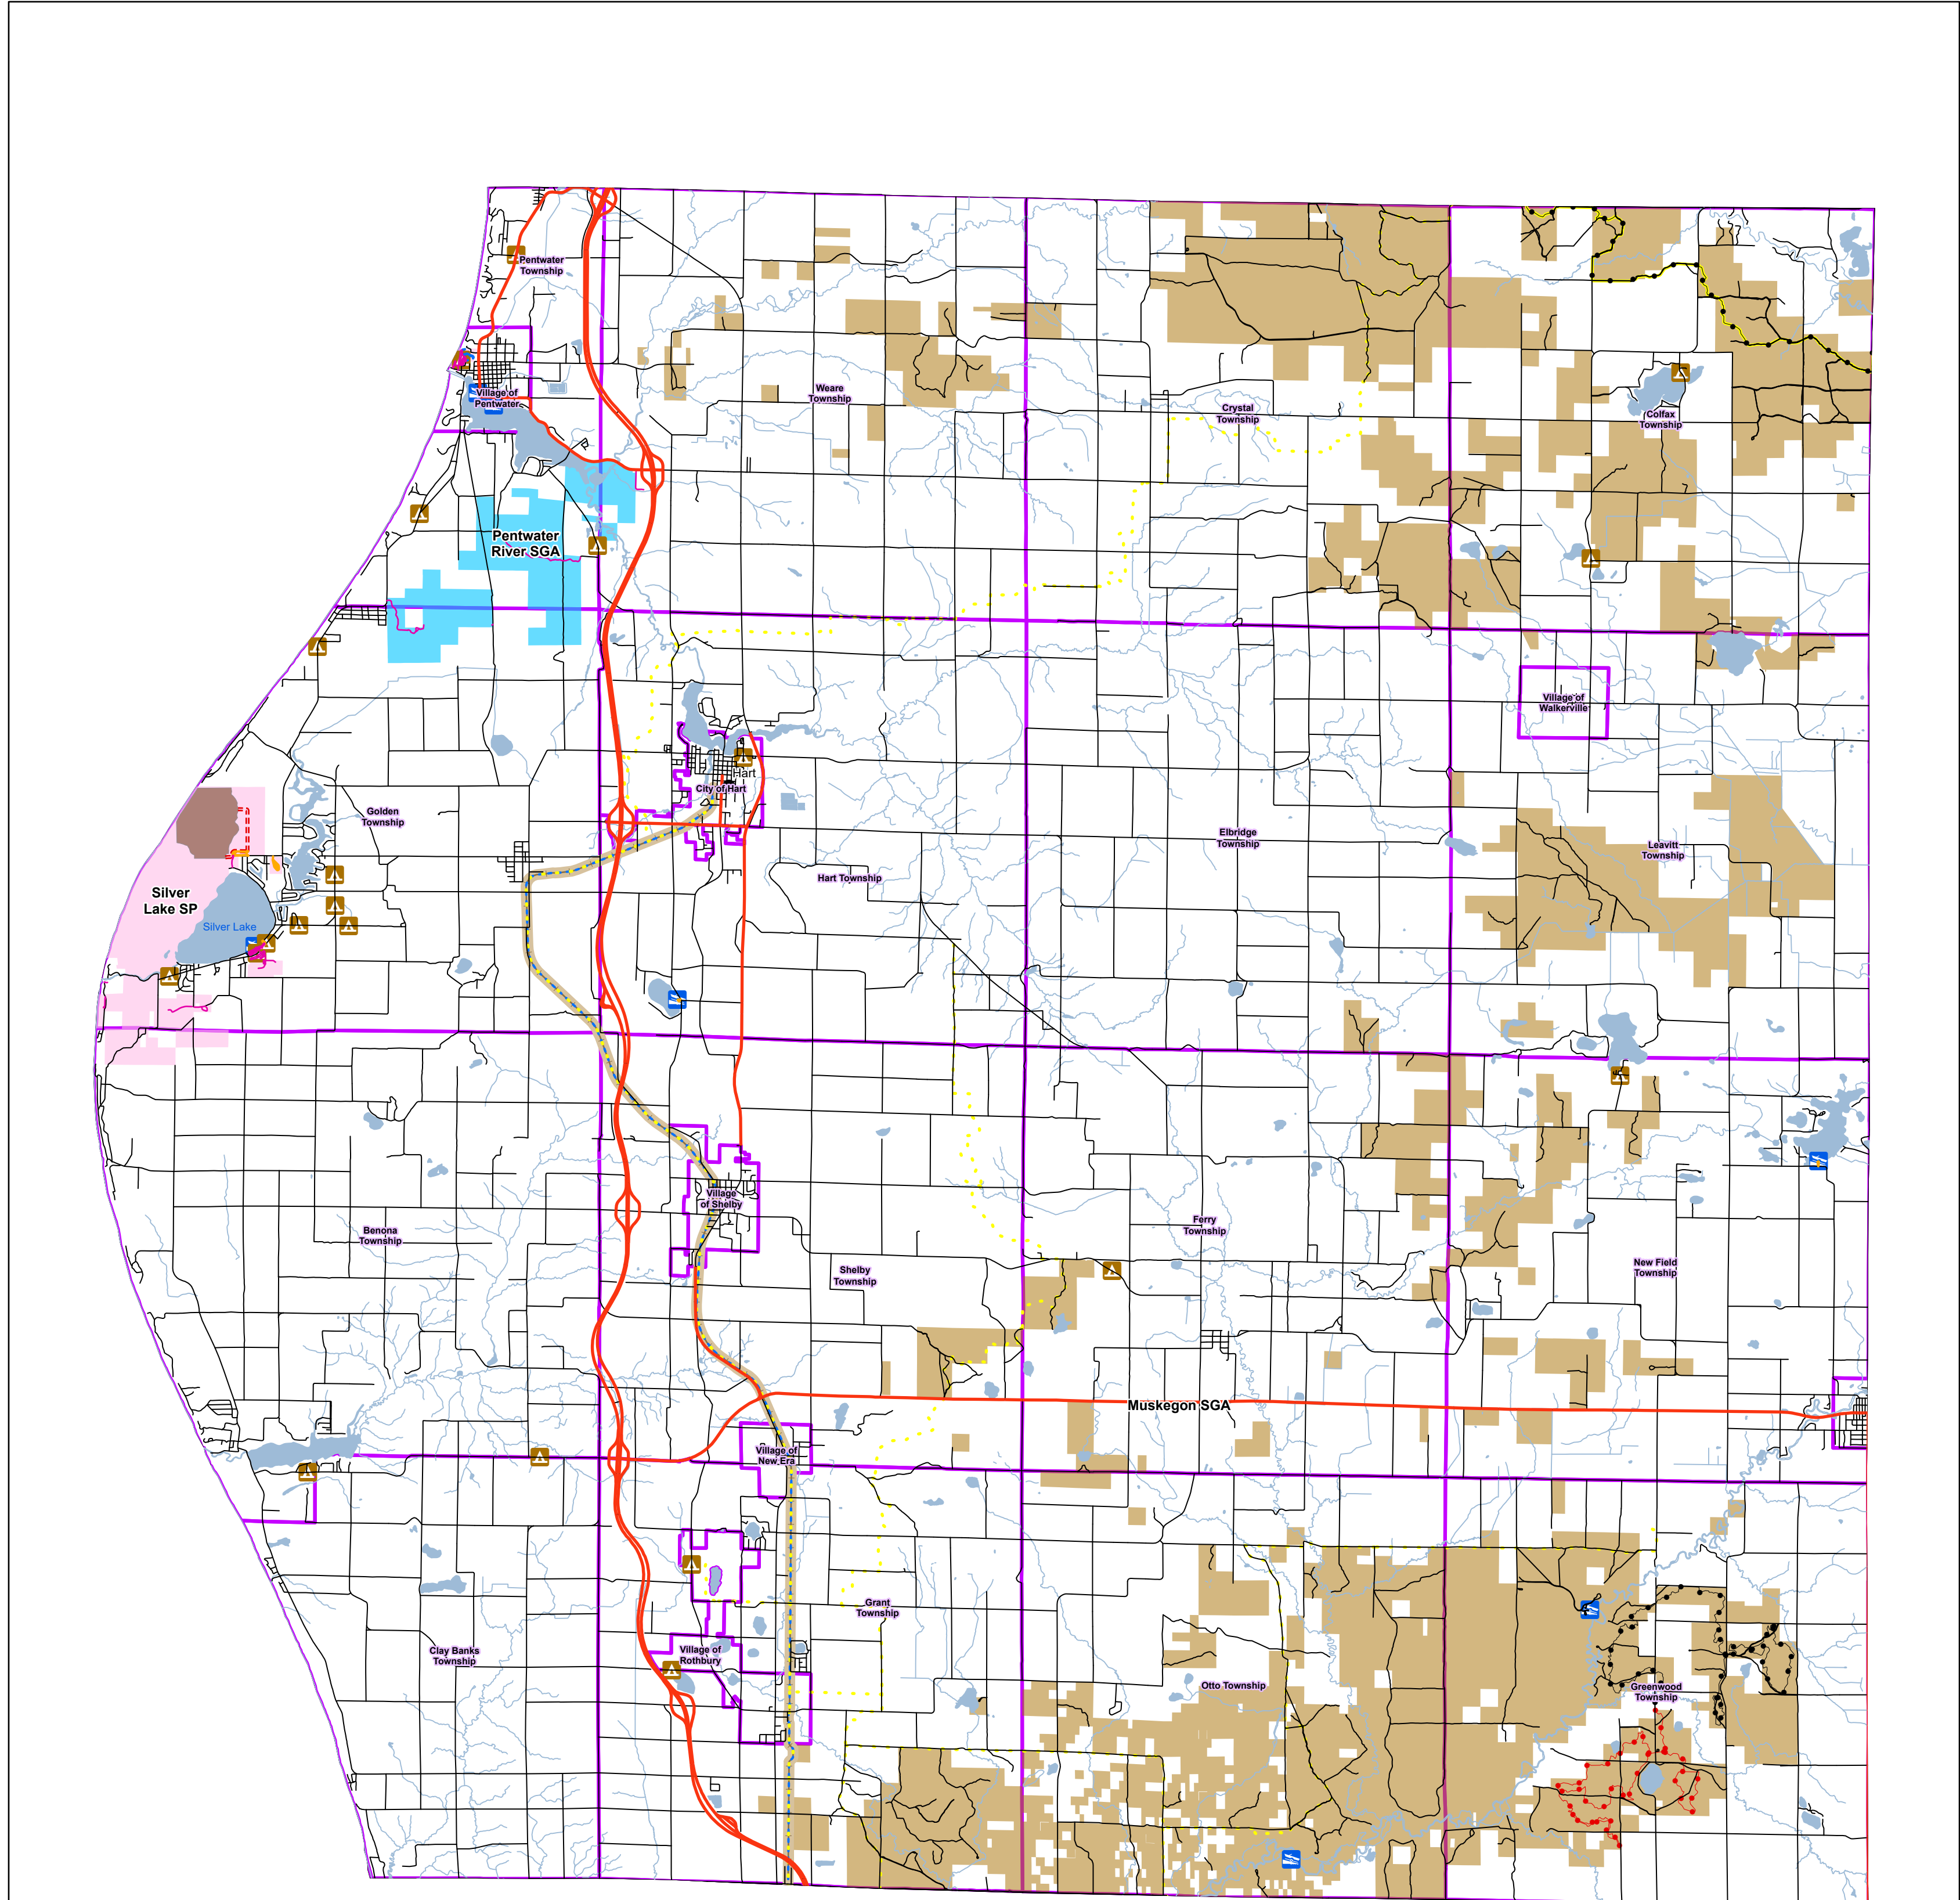 Pentwater
Township
Village of
Pentwater
Weare
Township
Crystal
Township
Colfax
Township
Pentwater
River SGA
Village of
Walkerville
Hart
City of Hart
Golden
Township
Elbridge
Township
Leavitt
Township
Hart Township
Silver
Lake SP
Silver Lake
Village
of Shelby
Benona
Township
Ferry
Township
Shelby
Township
New Field
Township
Muskegon SGA
Village of
New Era
Grant
Township
Clay Banks
Township
Village of
Rothbury
Otto Township
Greenwood
Township